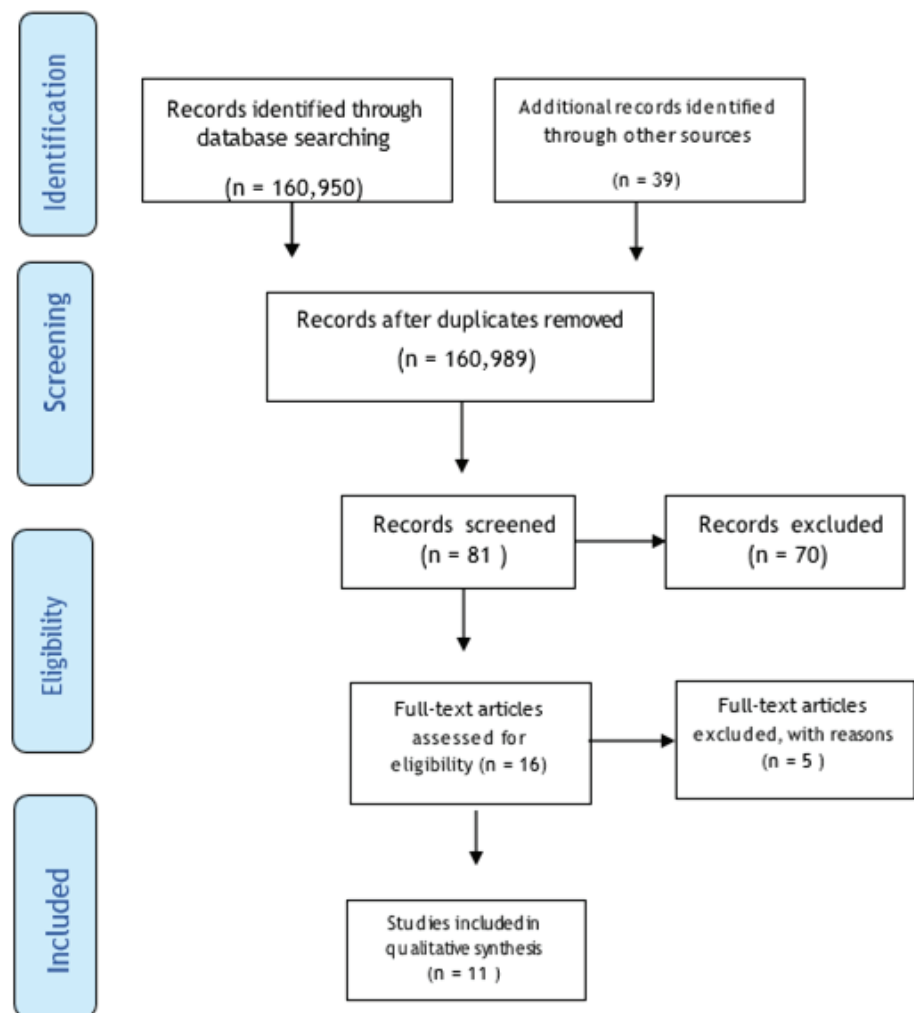 Identification
Records identified through
database searching
(n = 160,950)
Additional records identified
through other sources
(n = 39)
Screening
Records after duplicates removed
(n = 160,989)
Records screened
(n = 81 )
Records excluded
(n = 70)
Eligibility
Full-text articles
assessed for
eligibility (n = 16)
Full-text articles
excluded, with reasons
(n = 5 )
Included
Studies included in
qualitative synthesis
(n = 11 )